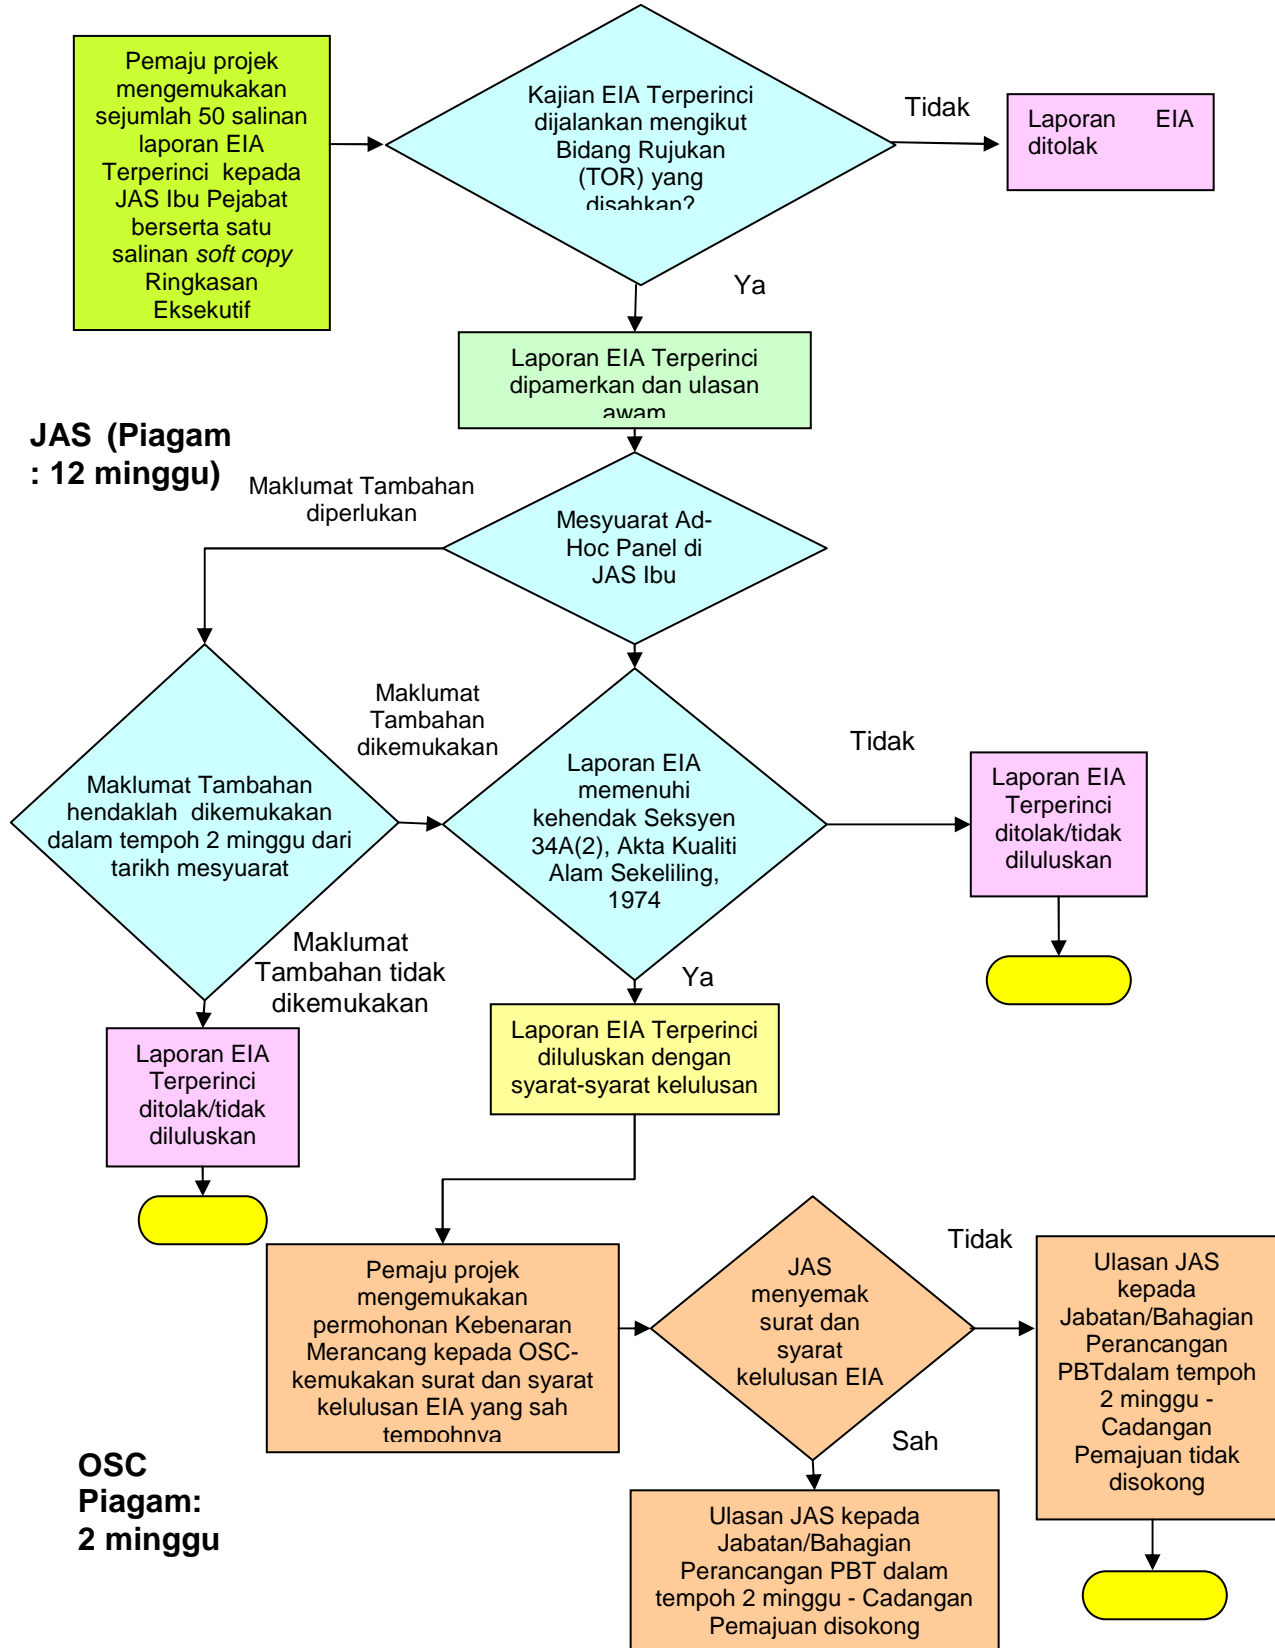 Pemaju projek
mengemukakan
sejumlah 50 salinan
laporan EIA
Terperinci kepada
JAS Ibu Pejabat
berserta satu
salinan soft copy
Ringkasan
Eksekutif
Kajian EIA Terperinci
dijalankan mengikut
Bidang Rujukan
(TOR) yang
disahkan?
Tidak
Laporan EIA
ditolak
Ya
Laporan EIA Terperinci
dipamerkan dan ulasan
awam
JAS (Piagam
: 12 minggu)
Maklumat Tambahan
diperlukan
Mesyuarat Ad-
Hoc Panel di
JAS Ibu
Maklumat Tambahan
hendaklah dikemukakan
dalam tempoh 2 minggu dari
tarikh mesyuarat
Maklumat
Tambahan
dikemukakan
Laporan EIA
memenuhi
kehendak Seksyen
34A(2), Akta Kualiti
Alam Sekeliling,
1974
Tidak
Laporan EIA
Terperinci
ditolak/tidak
diluluskan
Maklumat
Tambahan tidak
dikemukakan
Ya
Laporan EIA
Terperinci
ditolak/tidak
diluluskan
Laporan EIA Terperinci
diluluskan dengan
syarat-syarat kelulusan
Pemaju projek
mengemukakan
permohonan Kebenaran
Merancang kepada OSC-
kemukakan surat dan syarat
kelulusan EIA yang sah
tempohnya
JAS
menyemak
surat dan
syarat
kelulusan EIA
Tidak
Ulasan JAS
kepada
Jabatan/Bahagian
Perancangan
PBTdalam tempoh
2 minggu -
Cadangan
Pemajuan tidak
disokong
Sah
OSC
Piagam:
2 minggu
Ulasan JAS kepada
Jabatan/Bahagian
Perancangan PBT dalam
tempoh 2 minggu - Cadangan
Pemajuan disokong